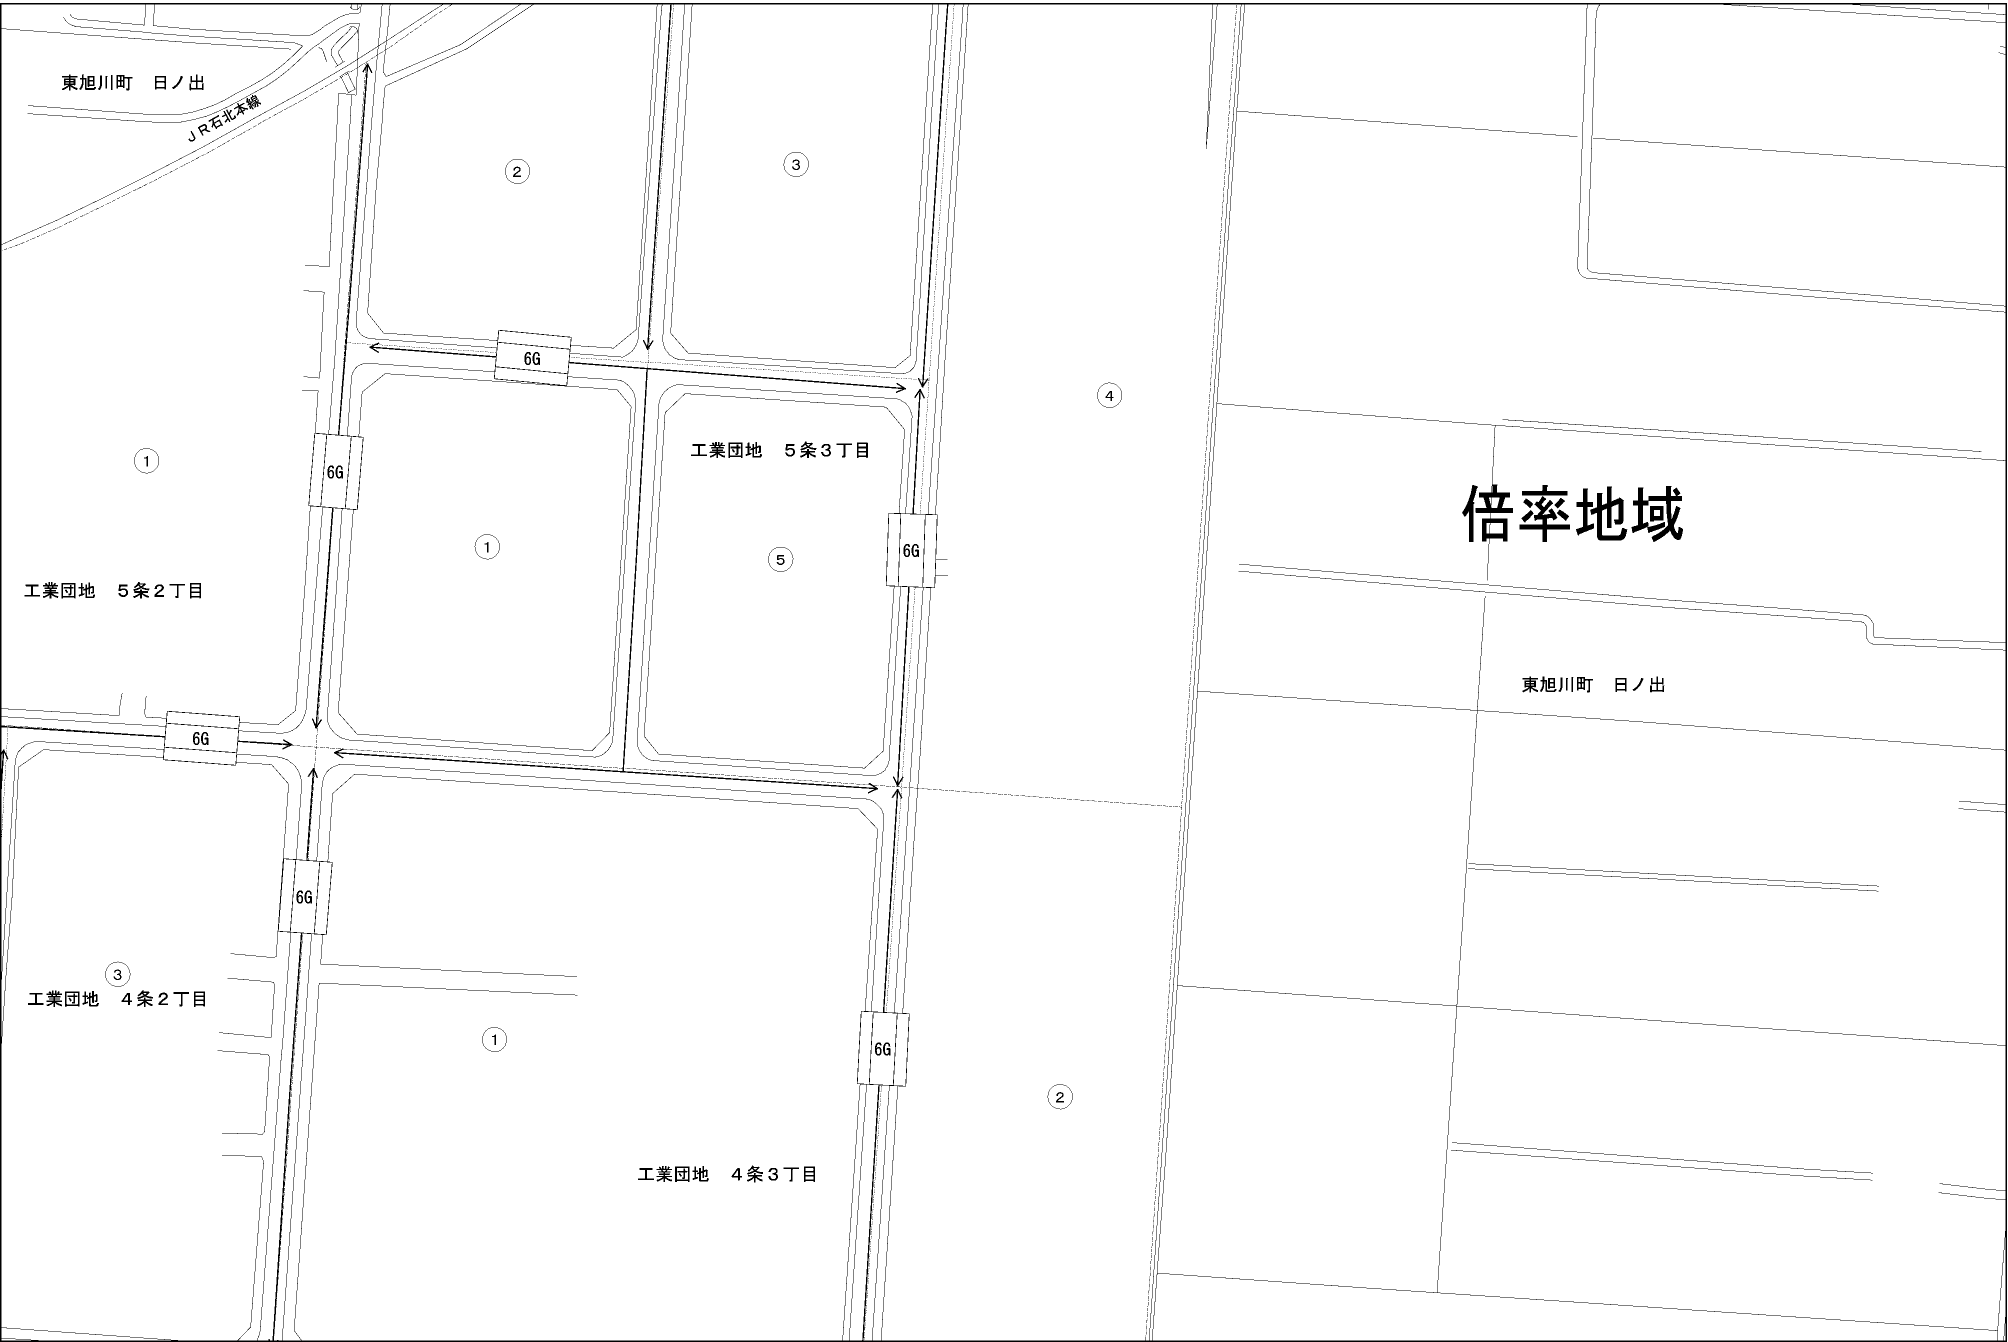 東旭川町　日ノ出
ＪＲ石北本線
②
③
6G
④
工業団地　５条３丁目
①
6G
倍率地域
①
⑤
6G
工業団地　５条２丁目
東旭川町　日ノ出
6G
6G
③
工業団地　４条２丁目
①
6G
②
工業団地　４条３丁目